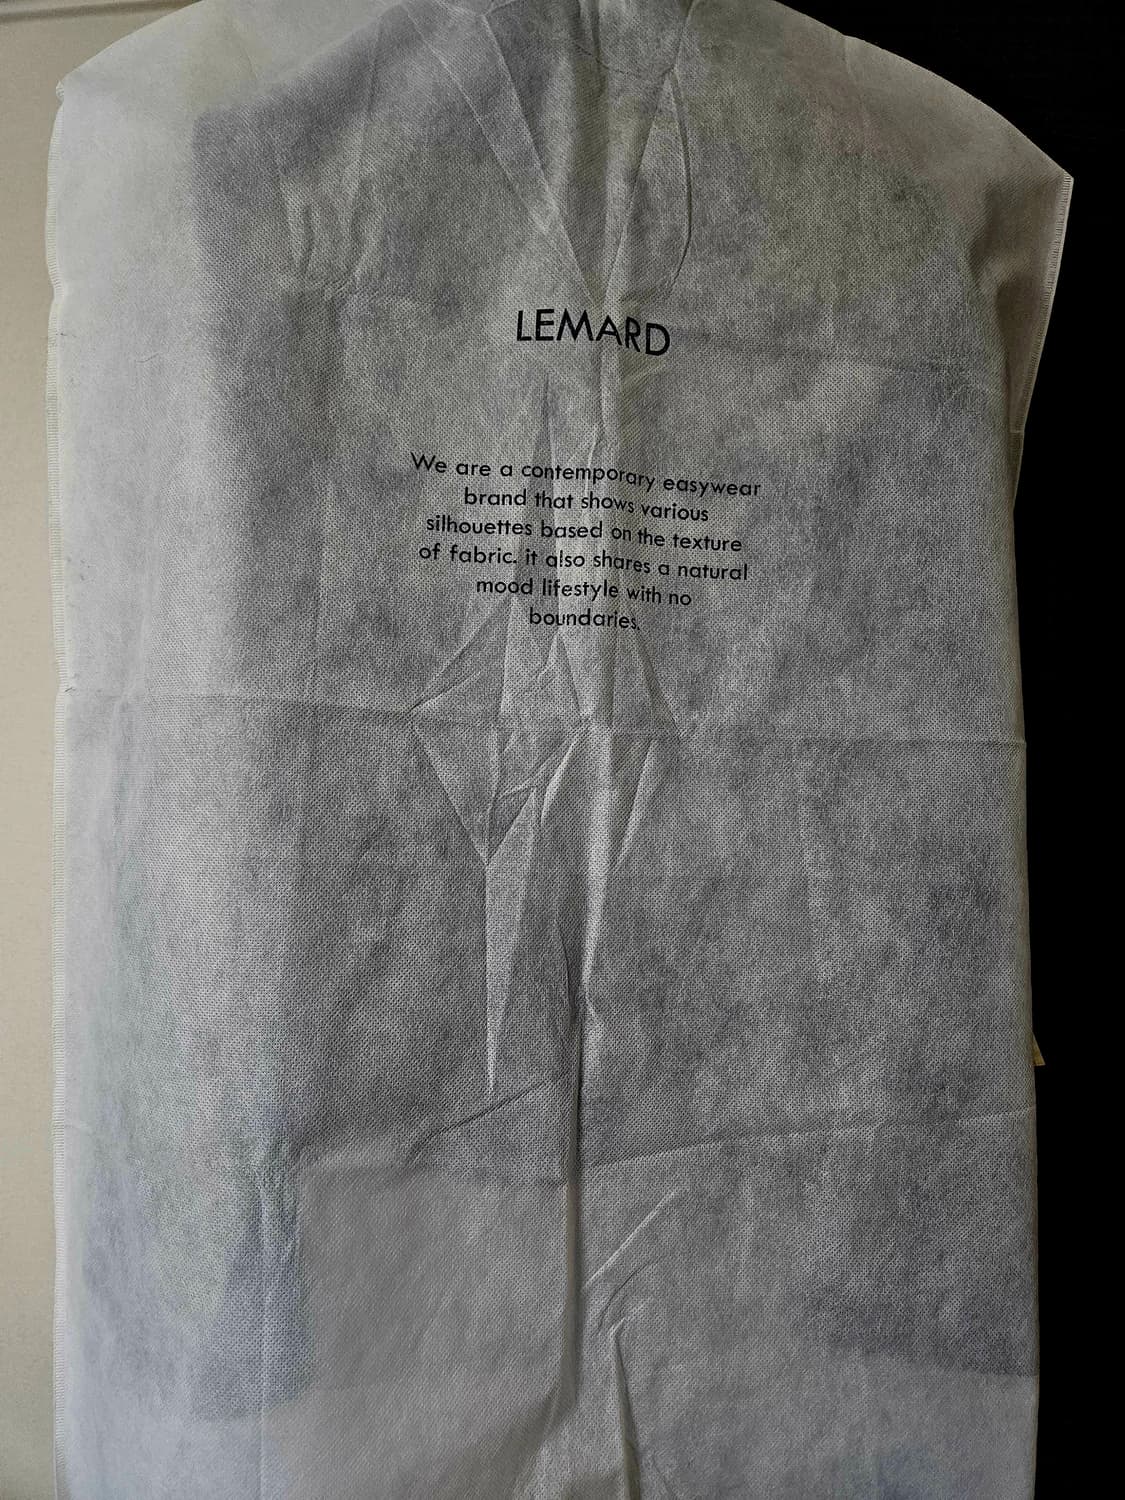 LEMARD
We are a contemporary easywear
brand that shows various
silhouettes based on the texture
of fabric. it also shares a natural
mood lifestyle with no
boundaries.